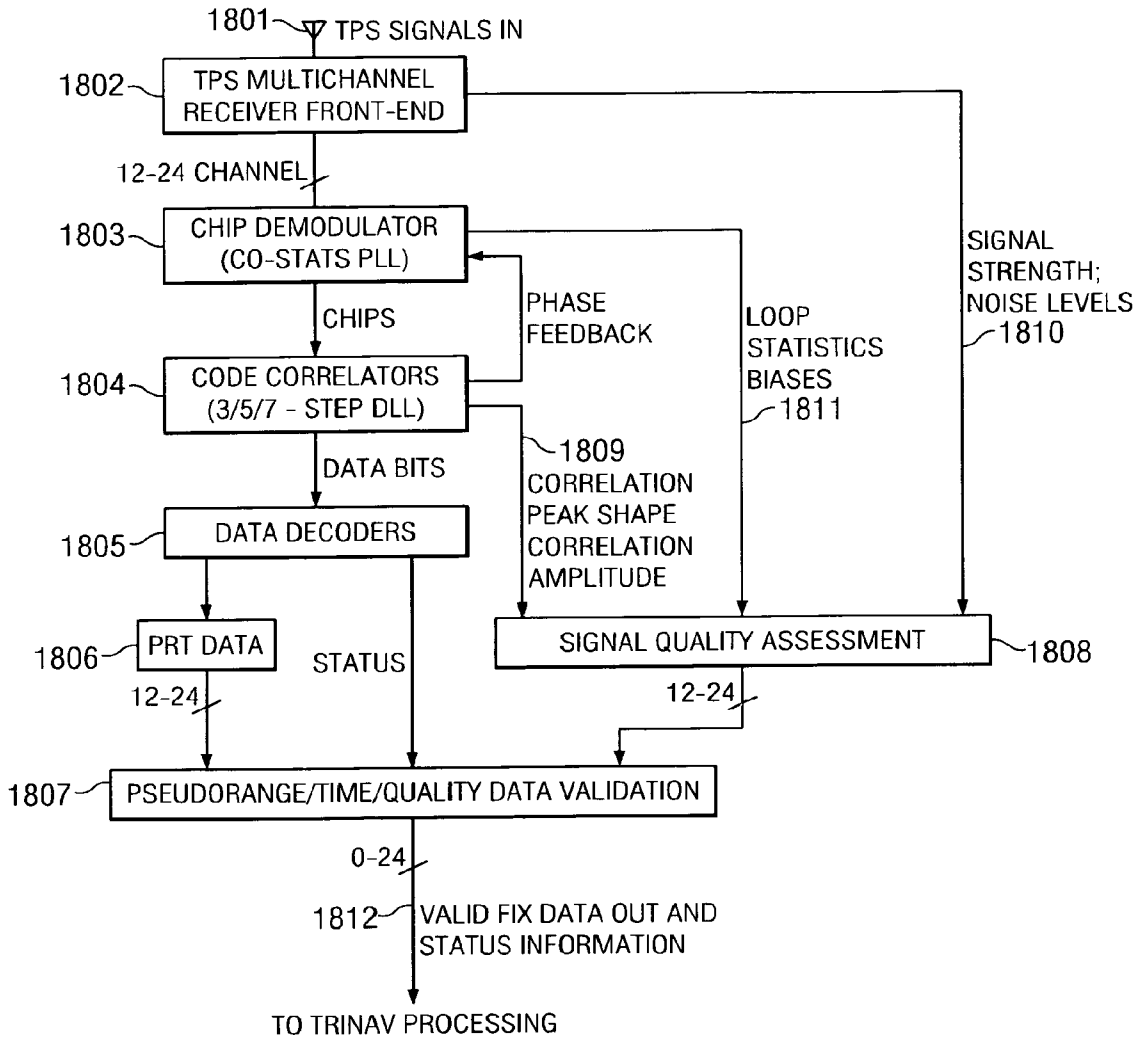 1801
TPS SIGNALS IN
1802
TPS MULTICHANNEL
RECEIVER FRONT-END
12-24 CHANNEL
1803
CHIP DEMODULATOR
(CO-STATS PLL)
SIGNAL
STRENGTH;
NOISE LEVELS
1810
CHIPS
PHASE
FEEDBACK
LOOP
STATISTICS
BIASES
1811
1804
CODE CORRELATORS
(3/5/7 - STEP DLL)
DATA BITS
1809
CORRELATION
PEAK SHAPE
CORRELATION
AMPLITUDE
1805
DATA DECODERS
1806
PRT DATA
STATUS
SIGNAL QUALITY ASSESSMENT
1808
12-24
12-24
1807
PSEUDORANGE/TIME/QUALITY DATA VALIDATION
0-24
1812
VALID FIX DATA OUT AND
STATUS INFORMATION
TO TRINAV PROCESSING